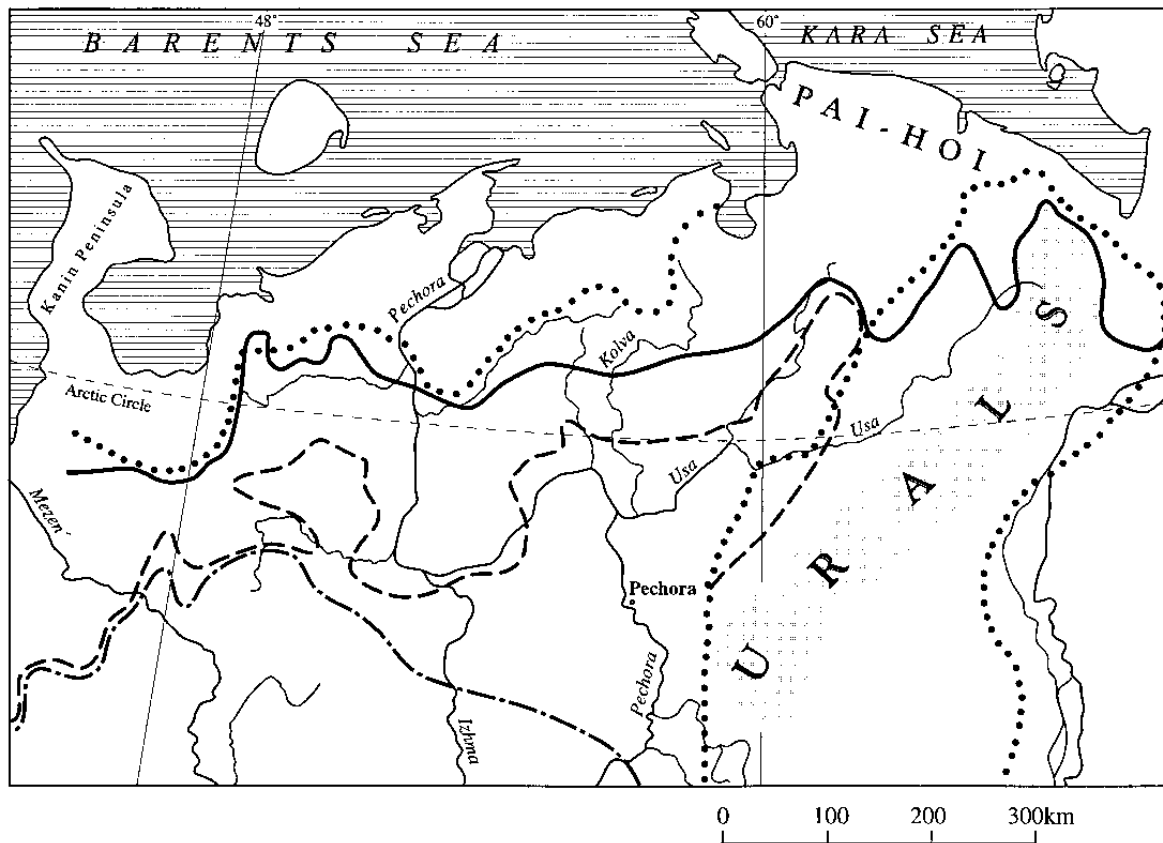 48°
60°
BARENTS SEA
KARA SEA
PAI-HOI
Kanin Peninsula
Pechora
Kolva
Arctic Circle
Usa
Usa
Mezen
URALS
Pechora
Pechora
Izhma
0 100 200 300km